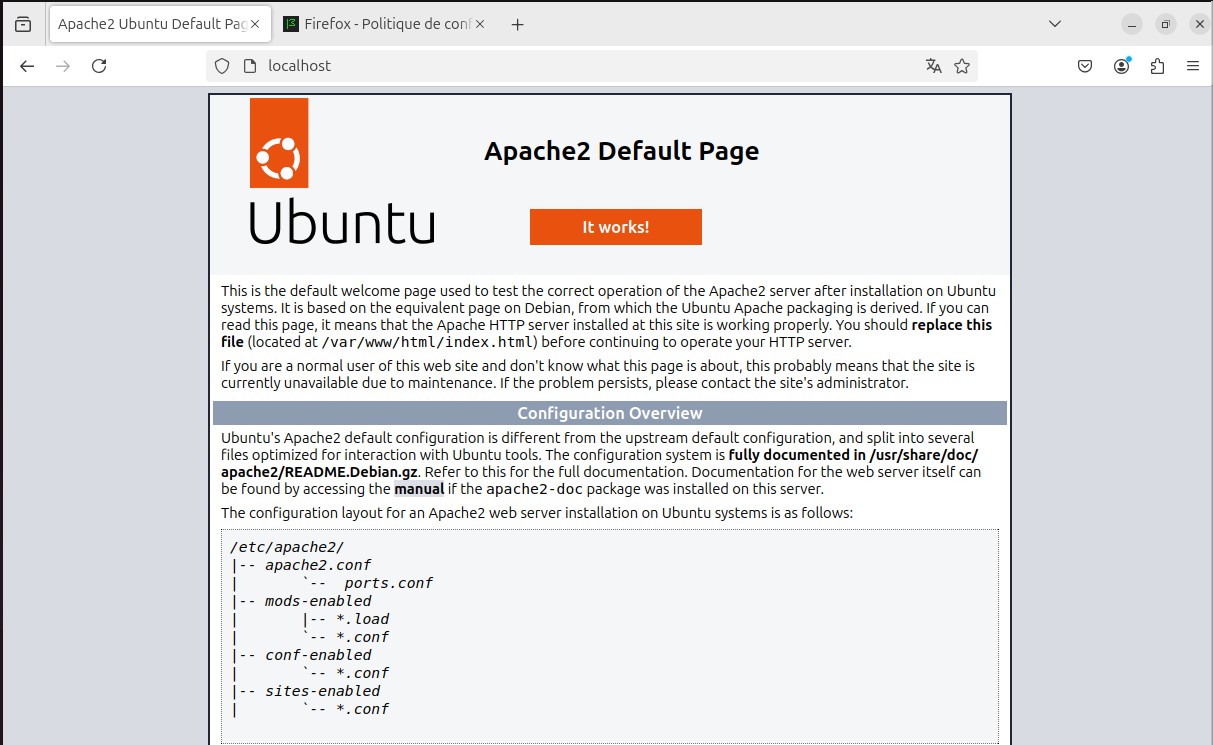 Apache2 Ubuntu Default Pag
Firefox - Politique de conf
localhost
Ubuntu
Apache2 Default Page
It works!
This is the default welcome page used to test the correct operation of the Apache2 server after installation on Ubuntu
systems. It is based on the equivalent page on Debian, from which the Ubuntu Apache packaging is derived. If you can
read this page, it means that the Apache HTTP server installed at this site is working properly. You should replace this
file (located at /var/www/html/index.html) before continuing to operate your HTTP server.
If you are a normal user of this web site and don't know what this page is about, this probably means that the site is
currently unavailable due to maintenance. If the problem persists, please contact the site's administrator.
Configuration Overview
Ubuntu's Apache2 default configuration is different from the upstream default configuration, and split into several
files optimized for interaction with Ubuntu tools. The configuration system is fully documented in /usr/share/doc/
apache2/README.Debian.gz. Refer to this for the full documentation. Documentation for the web server itself can
be found by accessing the manual if the apache2-doc package was installed on this server.
The configuration layout for an Apache2 web server installation on Ubuntu systems is as follows:
/etc/apache2/
|-- apache2.conf
|       `--  ports.conf
|-- mods-enabled
|       |-- *.load
|       `-- *.conf
|-- conf-enabled
|       `-- *.conf
|-- sites-enabled
|       `-- *.conf